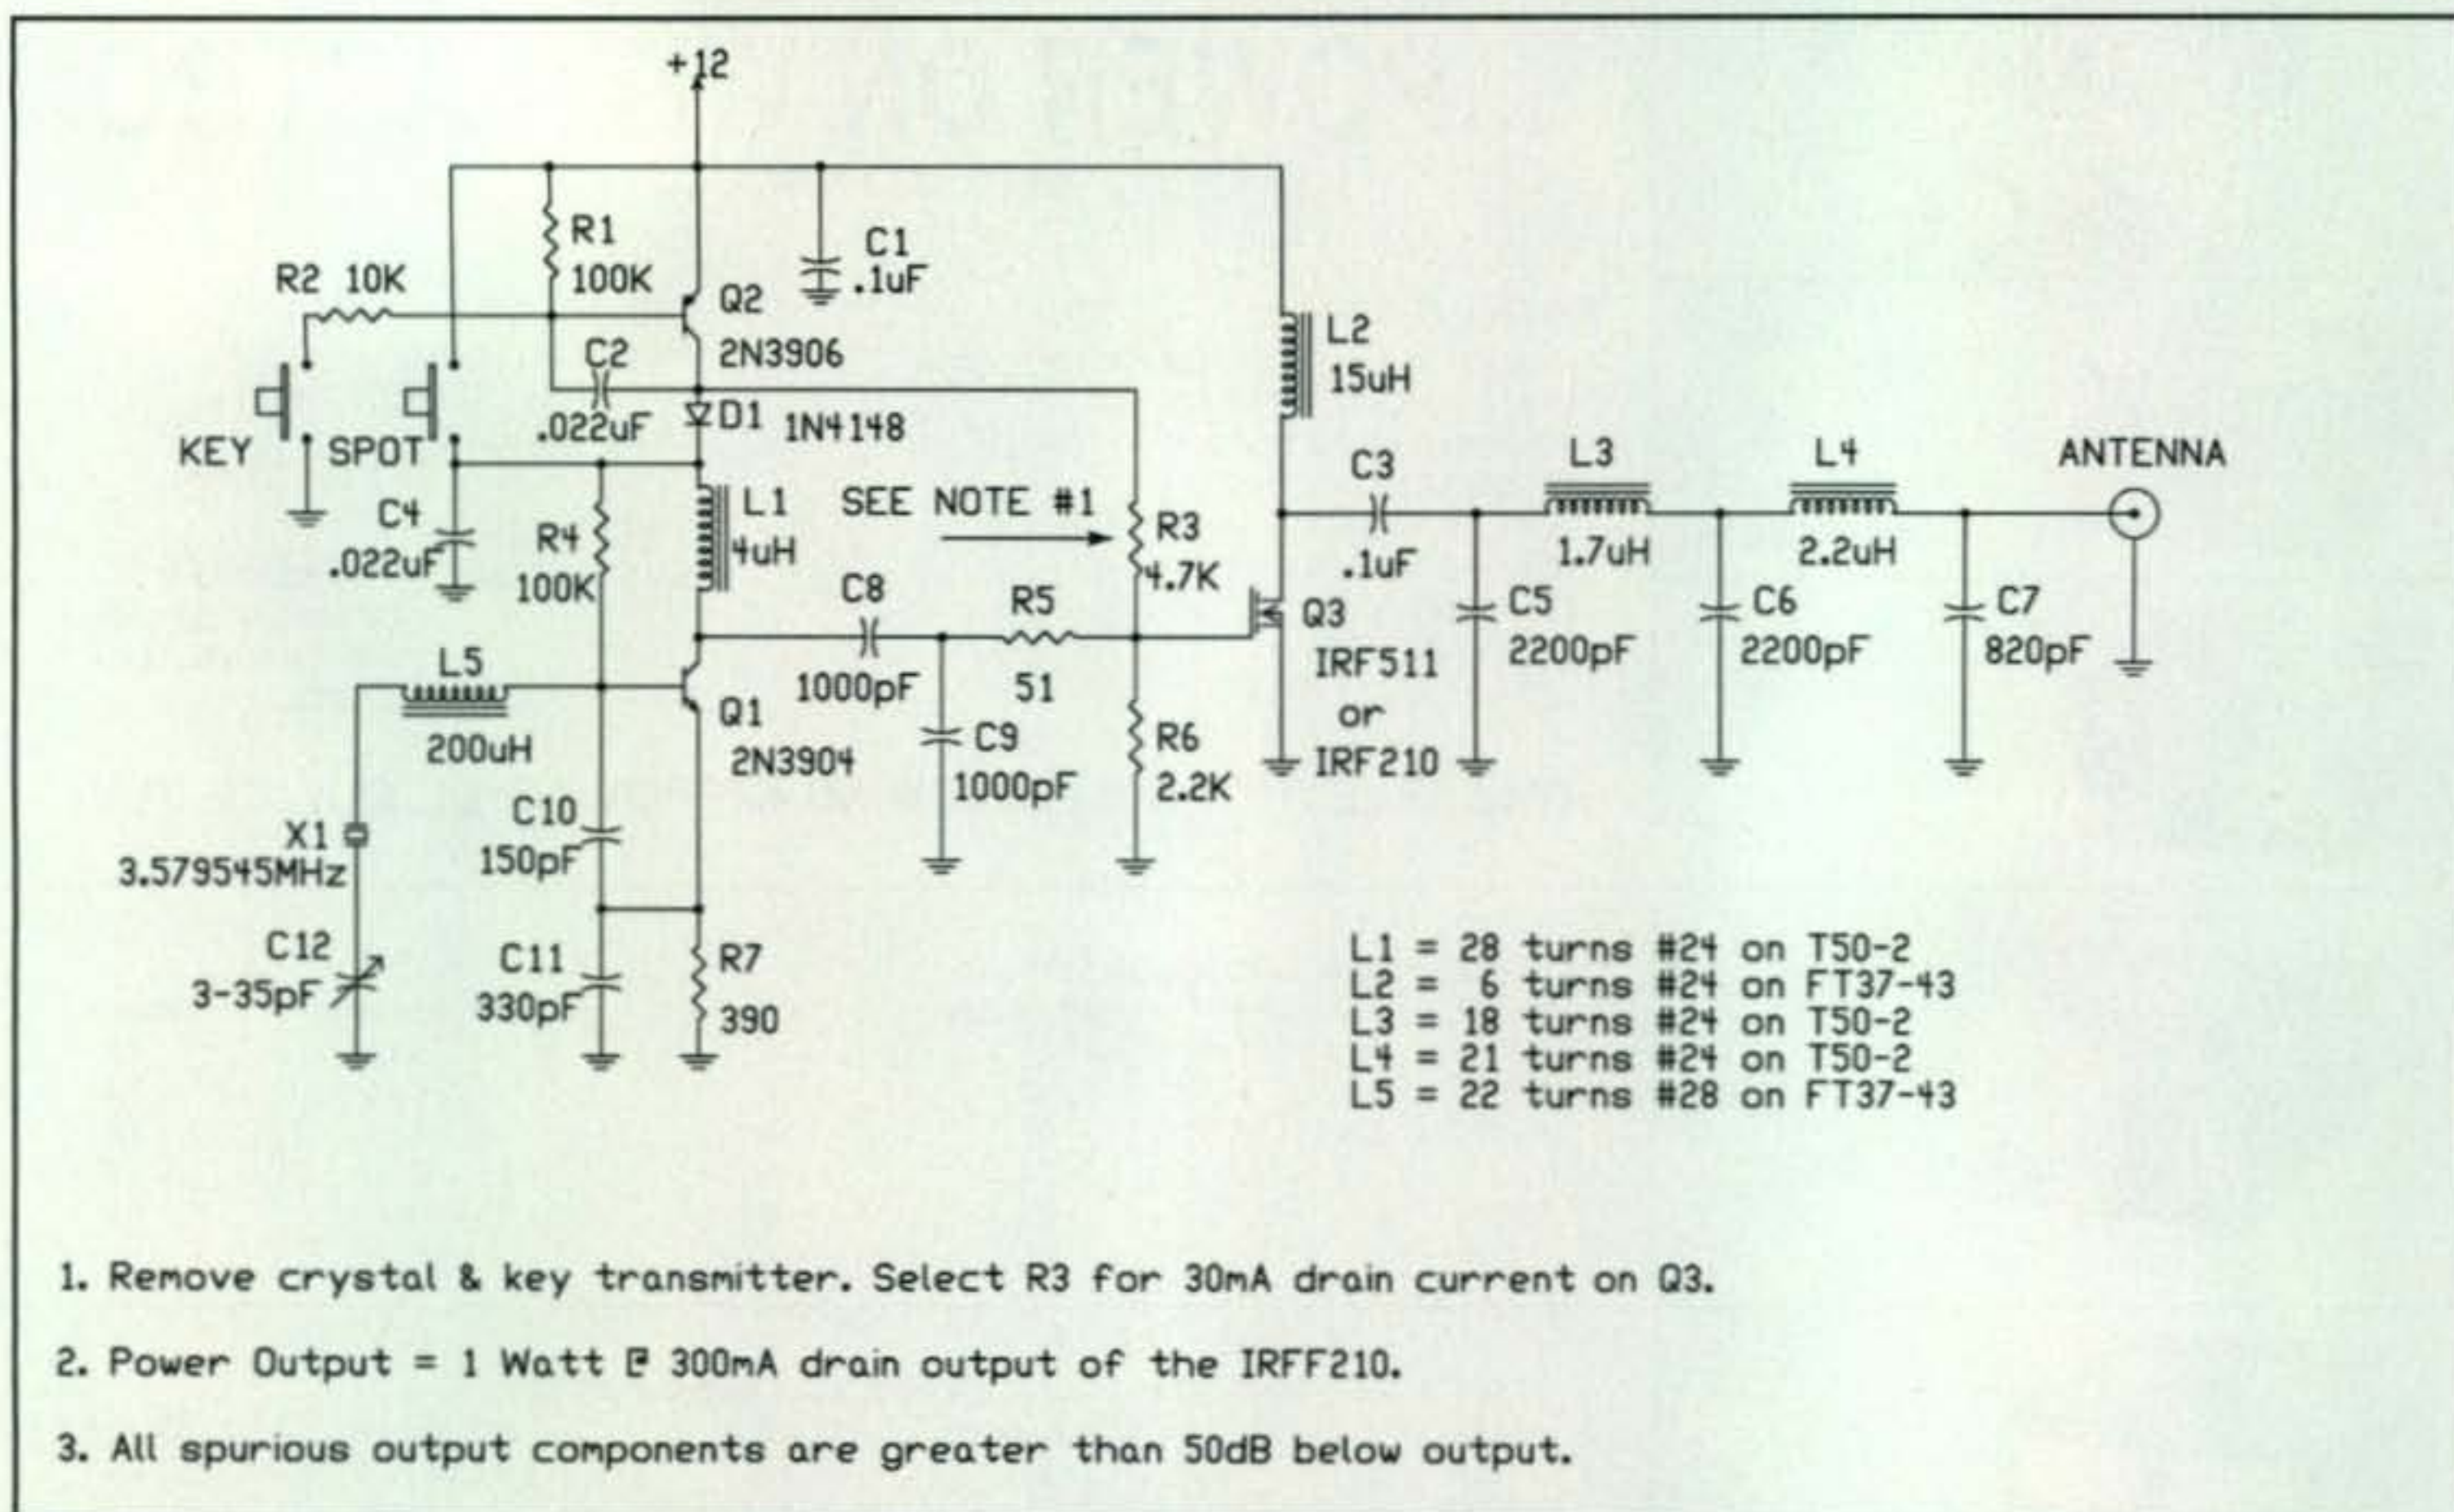 +12
R1
100K
C1
.1uF
R2 10K
Q2
2N3906
C2
.022uF
D1 1N4148
L2
15uH
KEY
SPOT
C4
.022uF
R4
100K
L1
4uH
SEE NOTE #1
R3
4.7K
C3
.1uF
L3
1.7uH
L4
2.2uH
ANTENNA
C8
1000pF
R5
51
Q3
IRF511
or
IRF210
C5
2200pF
C6
2200pF
C7
820pF
L5
200uH
Q1
2N3904
C9
1000pF
R6
2.2K
X1
3.579545MHz
C10
150pF
C12
3-35pF
C11
330pF
R7
390
L1 = 28 turns #24 on T50-2
L2 = 6 turns #24 on FT37-43
L3 = 18 turns #24 on T50-2
L4 = 21 turns #24 on T50-2
L5 = 22 turns #28 on FT37-43
1. Remove crystal & key transmitter. Select R3 for 30mA drain current on Q3.
2. Power Output = 1 Watt @ 300mA drain output of the IRFF210.
3. All spurious output components are greater than 50dB below output.